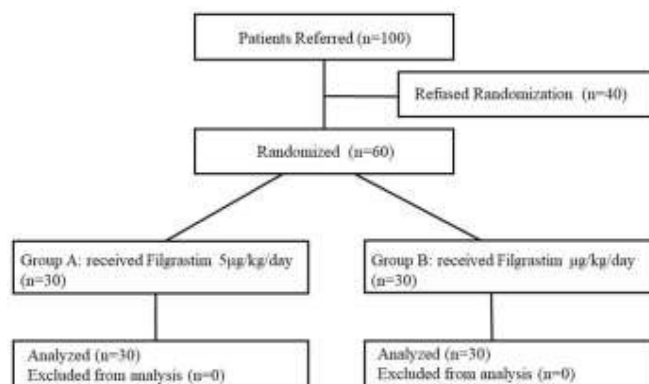 Patients Referred (n=100)
Refused Randomization (n=40)
Randomized (n=60)
Group A: received Filgrastim 5µg/kg/day
(n=30)
Group B: received Filgrastim µg/kg/day
(n=30)
Analyzed (n=30)
Excluded from analysis (n=0)
Analyzed (n=30)
Excluded from analysis (n=0)